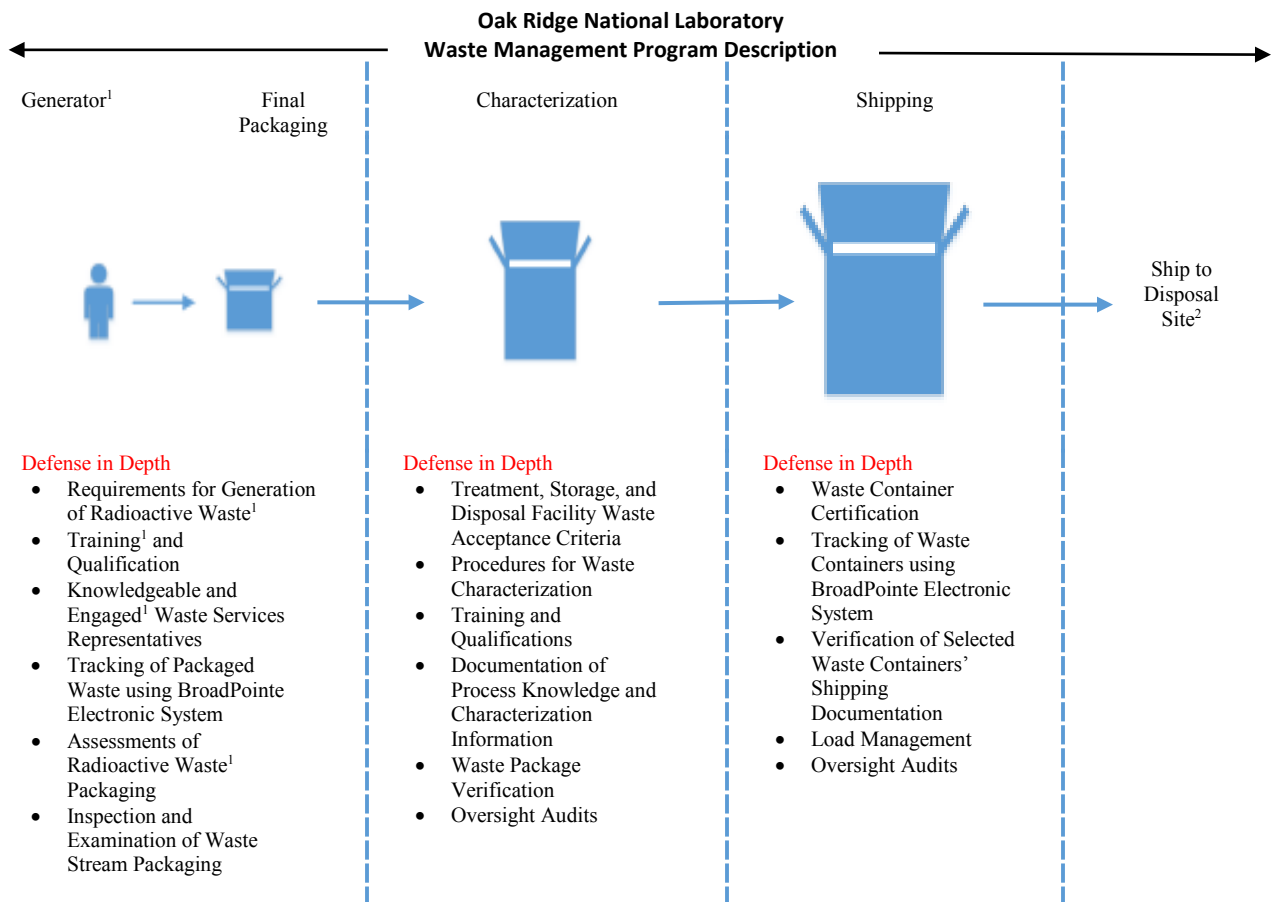 Oak Ridge National Laboratory
Waste Management Program Description
Generator¹
Final
Packaging
Characterization
Shipping
Ship to
Disposal
Site²
Defense in Depth
• Requirements for Generation
of Radioactive Waste¹
• Training¹ and
Qualification
• Knowledgeable and
Engaged¹ Waste Services
Representatives
• Tracking of Packaged
Waste using BroadPointe
Electronic System
• Assessments of
Radioactive Waste¹
Packaging
• Inspection and
Examination of Waste
Stream Packaging
Defense in Depth
• Treatment, Storage, and
Disposal Facility Waste
Acceptance Criteria
• Procedures for Waste
Characterization
• Training and
Qualifications
• Documentation of
Process Knowledge and
Characterization
Information
• Waste Package
Verification
• Oversight Audits
Defense in Depth
• Waste Container
Certification
• Tracking of Waste
Containers using
BroadPointe Electronic
System
• Verification of Selected
Waste Containers’
Shipping
Documentation
• Load Management
• Oversight Audits